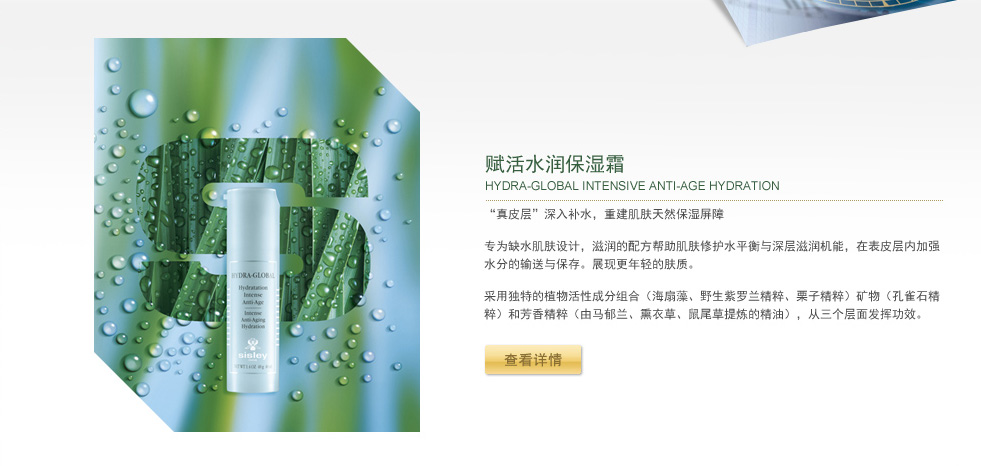 赋活水润保湿霜
HYDRA-GLOBAL INTENSIVE ANTI-AGE HYDRATION
“真皮层”深入补水，重建肌肤天然保湿屏障
专为缺水肌肤设计，滋润的配方帮助肌肤修护水平衡与深层滋润机能，在表皮层内加强
水分的输送与保存。展现更年轻的肤质。
采用独特的植物活性成分组合（海扇藻、野生紫罗兰精粹、栗子精粹）矿物（孔雀石精
粹）和芳香精粹（由马郁兰、熏衣草、鼠尾草提炼的精油），从三个层面发挥功效。
查看详情
HYDRA-GLOBAL
Hydratation
Intense
Anti-Age
Intense
Anti-Aging
Hydration
sisley